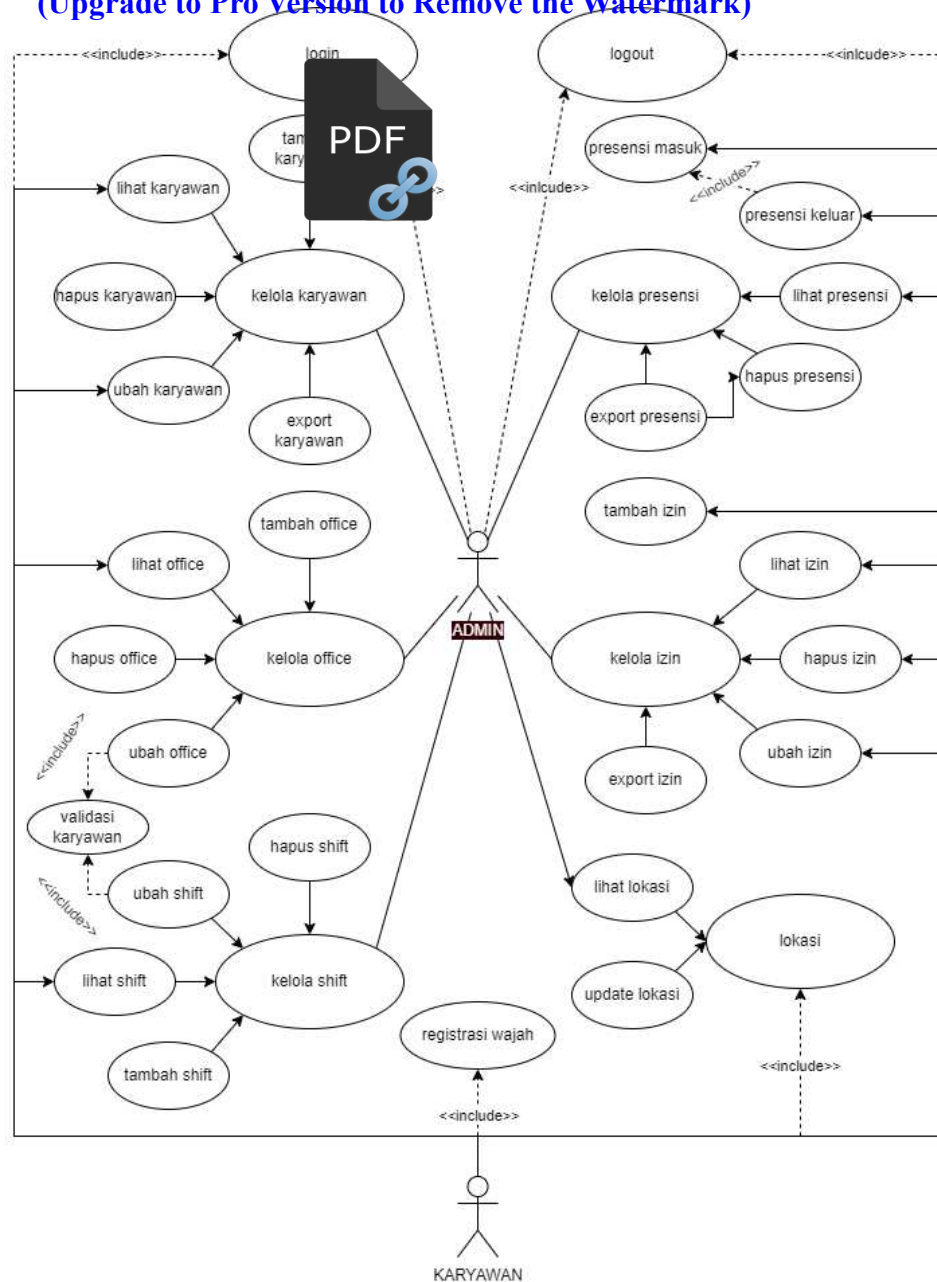 (Upgrade to Pro Version to Remove the Watermark)
<<include>>
login
logout
<<inlcude>>
PDF
presensi masuk
lihat karyawan
<<inlcude>>
<<include>>
presensi keluar
hapus karyawan
kelola karyawan
kelola presensi
lihat presensi
ubah karyawan
export
karyawan
export presensi
hapus presensi
tambah office
tambah izin
lihat office
lihat izin
ADMIN
hapus office
kelola office
kelola izin
hapus izin
<<include>>
ubah office
ubah izin
export izin
validasi
karyawan
hapus shift
<<include>>
ubah shift
lihat lokasi
lokasi
lihat shift
kelola shift
update lokasi
registrasi wajah
tambah shift
<<include>>
<<include>>
KARYAWAN